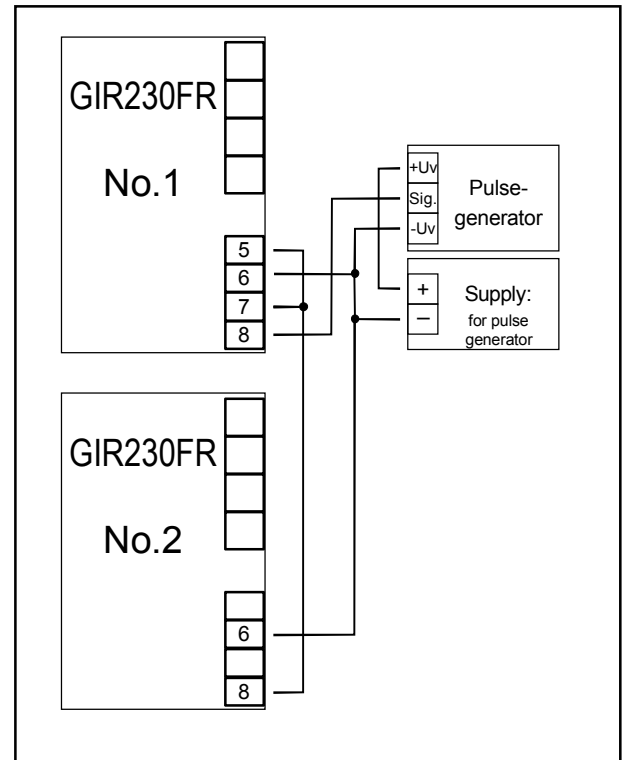 GIR230FR
No.1
5
6
7
8
+Uv
Sig.
-Uv
Pulse-
generator
+
–
Supply:
for pulse
generator
GIR230FR
No.2
6
8